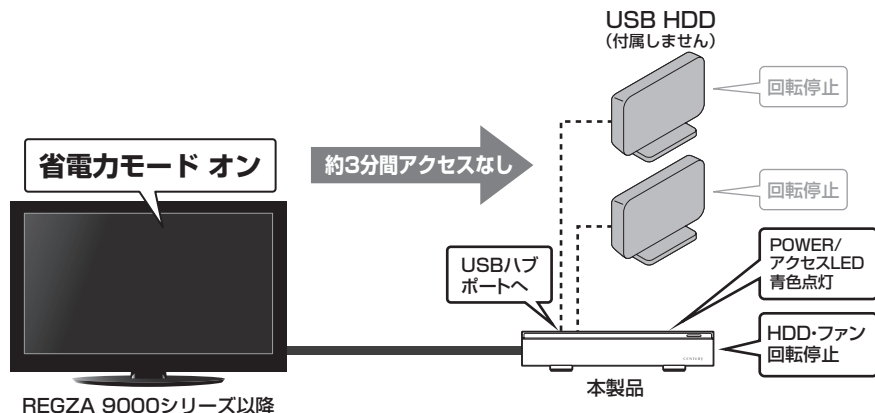 USB HDD
(付属しません)
回転停止
省電力モード オン
約3分間アクセスなし
回転停止
USBハブ
ポートへ
POWER/
アクセスLED
青色点灯
HDD・ファン
回転停止
CENTURY
本製品
REGZA 9000シリーズ以降